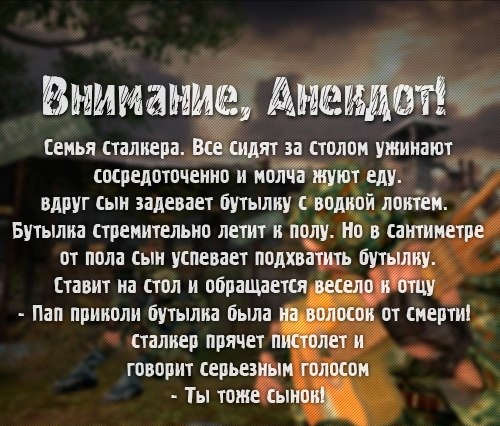 Внимание, Анекдот!
Семья сталкера. Все сидят за столом ужинают
сосредоточенно и молча жуют еду.
вдруг сын задевает бутылку с водкой локтем.
Бутылка стремительно летит к полу. Но в сантиметре
от пола сын успевает подхватить бутылку.
Ставит на стол и обращается весело к отцу
- Пап приколи бутылка была на волосок от смерти!
Сталкер прячет пистолет и
говорит серьезным голосом
- Ты тоже сынок!